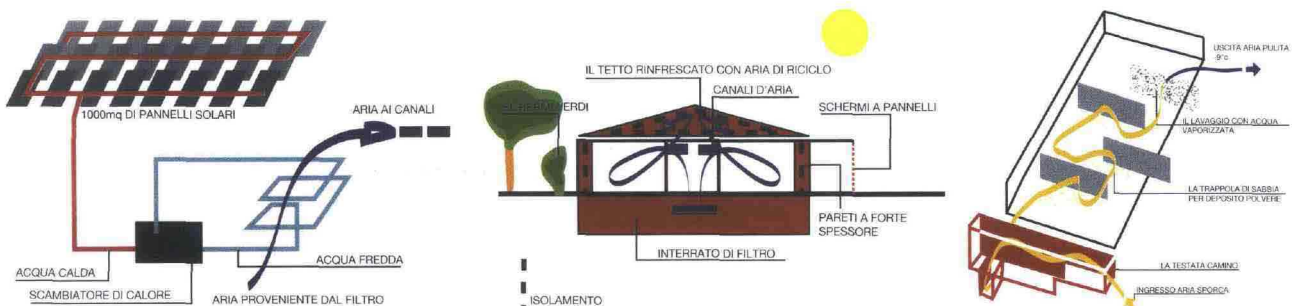 1000mq DI PANNELLI SOLARI
ARIA AI CANALI
ACQUA CALDA
ACQUA FREDDA
SCAMBIATORE DI CALORE
ARIA PROVENIENTE DAL FILTRO
IL TETTO RINFRESCATO CON ARIA DI RICICLO
CANALI D'ARIA
SCHERMI VERDI
SCHERMI A PANNELLI
PARETI A FORTE
SPESSORE
INTERRATO DI FILTRO
ISOLAMENTO
USCITA ARIA PULITA
-9°c
IL LAVAGGIO CON ACQUA
VAPORIZZATA
LA TRAPPOLA DI SABBIA
PER DEPOSITO POLVERE
LA TESTATA CAMINO
INGRESSO ARIA SPORCA